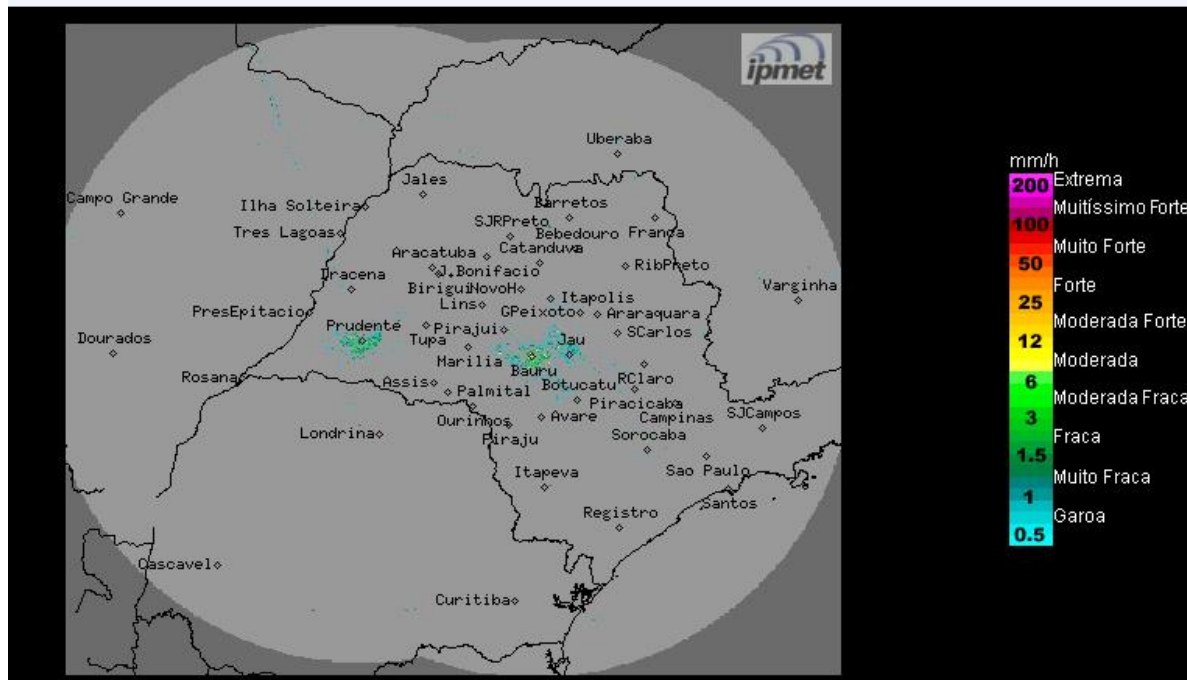 ipmet
Uberaba
Jales
Campo Grande
Ilha Solteira
Barretos
SJRPreto
Tres Lagoas
Bebedouro
Franca
Aracatuba
Catanduva
J.Bonifacio
RibPreto
Dracena
Birigui
NovoH
Varginha
Lins
Itapolis
PresEpitacio
GPeixoto
Araraquara
Prudente
Pirajui
SCarlos
Dourados
Tupa
Jau
Marilia
Bauru
Rosana
Assis
Botucatu
RClaro
Palmital
Piracicaba
Ourinhos
Avare
Campinas
SJCampos
Londrina
Piraju
Sorocaba
Itapeva
Sao Paulo
Santos
Registro
Cascavel
Curitiba
mm/h
200 Extrema
Muitíssimo Forte
100
Muito Forte
50
Forte
25
Moderada Forte
12
Moderada
6
Moderada Fraca
3
Fraca
1.5
Muito Fraca
1
Garoa
0.5